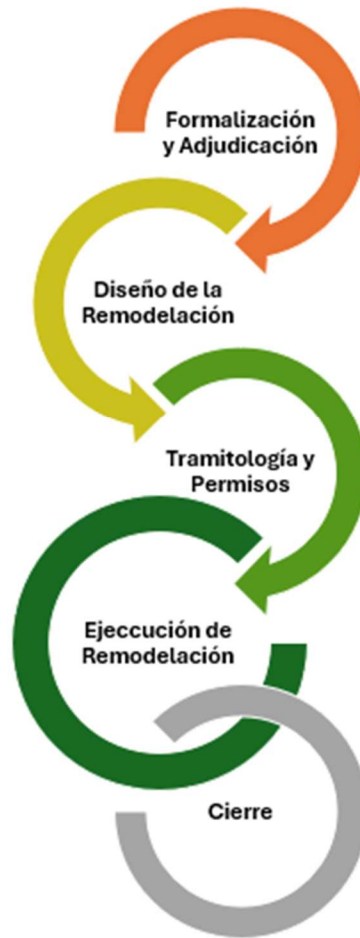 Formalización
y Adjudicación
Diseño de la
Remodelación
Tramitología y
Permisos
Ejeccución de
Remodelación
Cierre